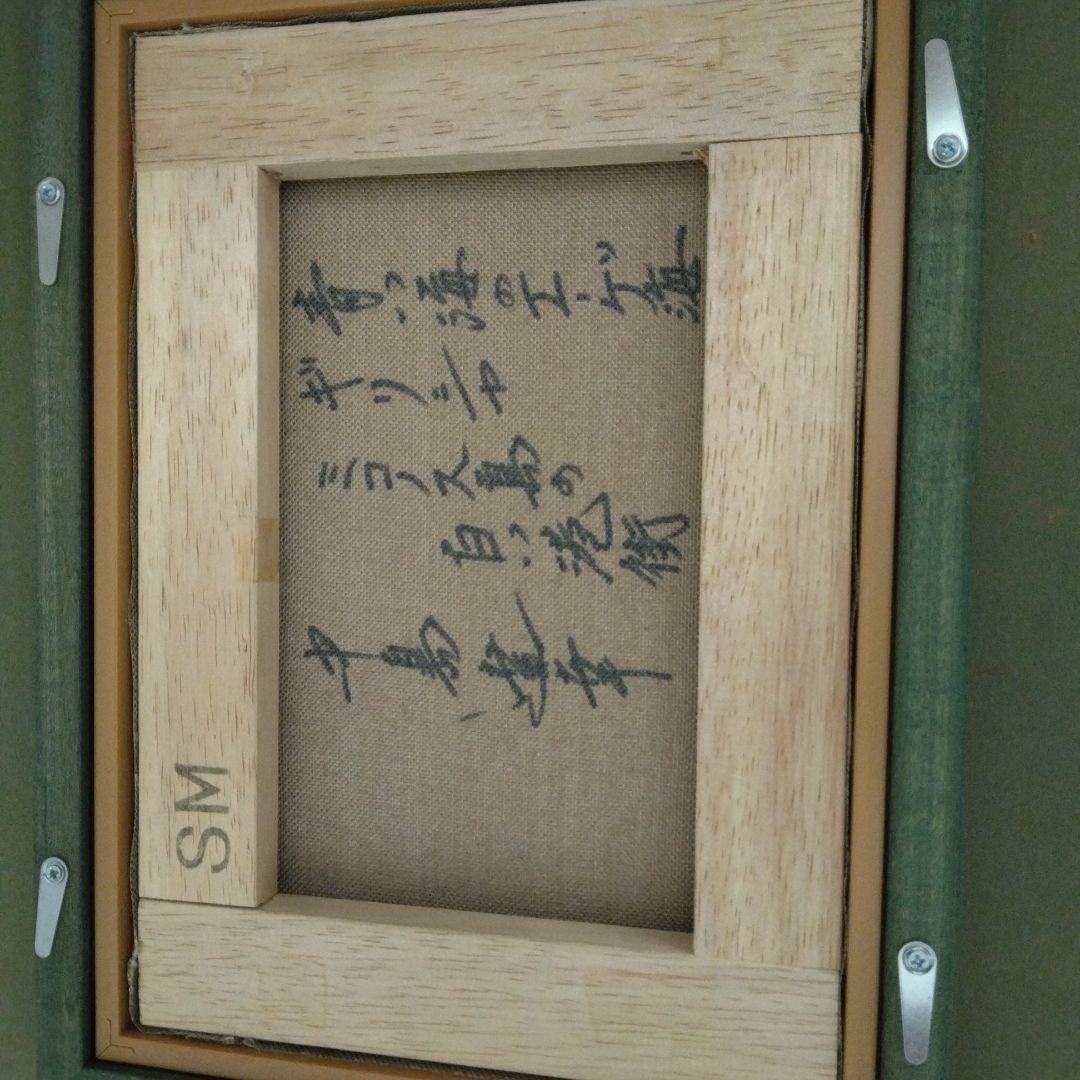 青い海のエーゲ海
ギリシャ
ミコノス島の
白い港街
中島達幸
SM